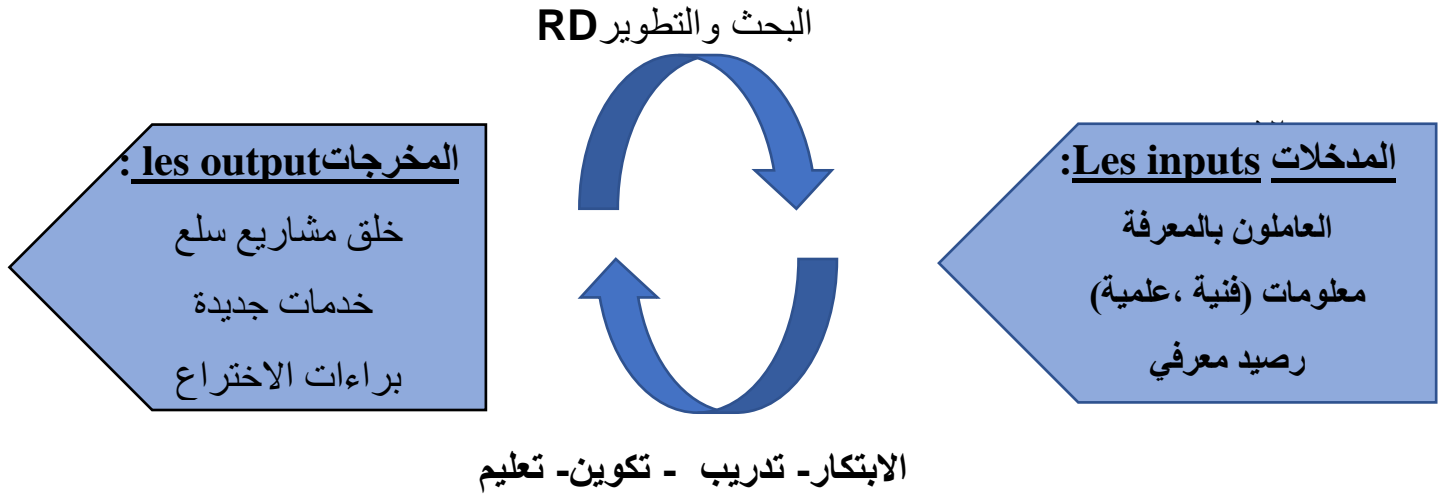 البحث والتطويرRD
المدخلات Les inputs:
العاملون بالمعرفة
معلومات (فنية ،علمية)
رصيد معرفي
المخرجاتles output :
خلق مشاريع سلع
خدمات جديدة
براءات الاختراع
الابتكار- تدريب - تكوين- تعليم